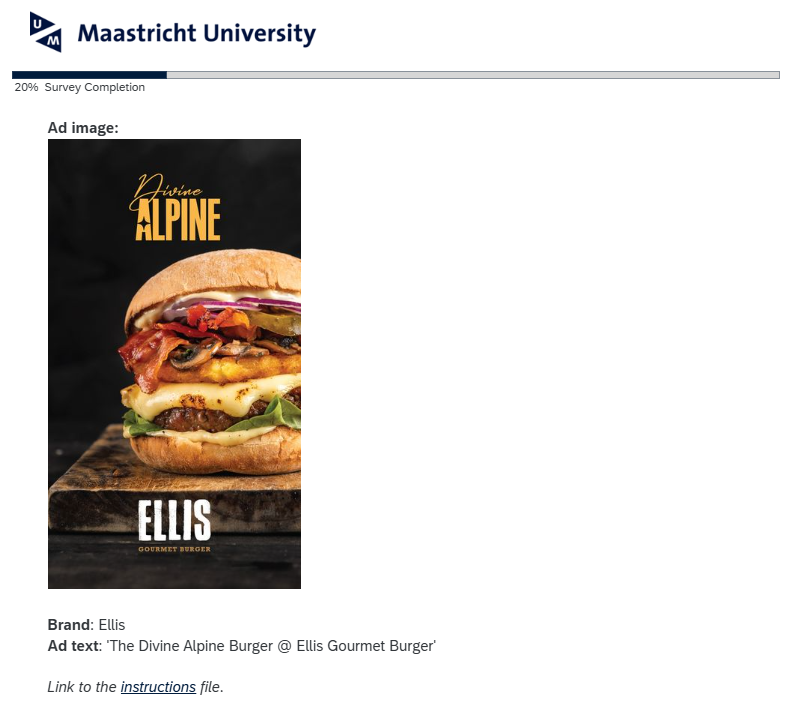 UM
Maastricht University
20% Survey Completion
Ad image:
Divine
ALPINE
ELLIS
GOURMET BURGER
Brand: Ellis
Ad text: 'The Divine Alpine Burger @ Ellis Gourmet Burger'
Link to the instructions file.